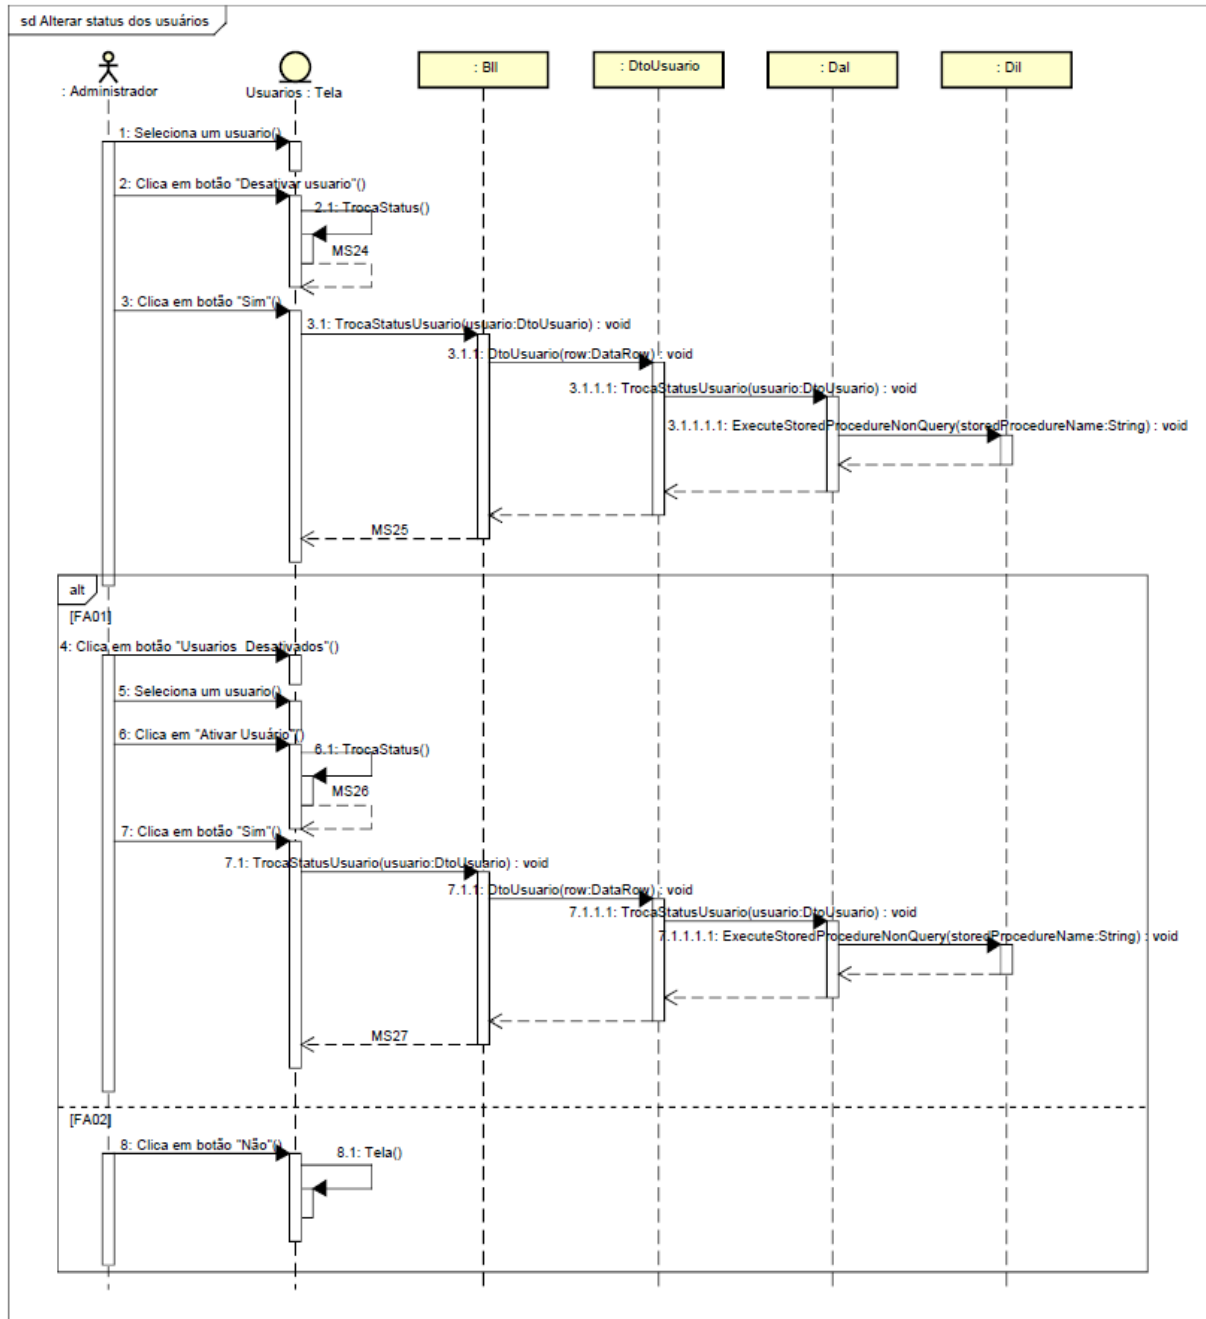 sd Alterar status dos usuários
: Administrador
Usuarios : Tela
: Bll
: DtoUsuario
: Dal
: Dil
1: Seleciona um usuario()
2: Clica em botão "Desativar usuario"()
2.1: TrocaStatus()
MS24
3: Clica em botão "Sim"()
3.1: TrocaStatusUsuario(usuario:DtoUsuario) : void
3.1.1: DtoUsuario(row:DataRow) : void
3.1.1.1: TrocaStatusUsuario(usuario:DtoUsuario) : void
3.1.1.1.1: ExecuteStoredProcedureNonQuery(storedProcedureName:String) : void
MS25
alt
[FA01]
4: Clica em botão "Usuarios Desativados"()
5: Seleciona um usuario()
6: Clica em "Ativar Usuário"()
6.1: TrocaStatus()
MS26
7: Clica em botão "Sim"()
7.1: TrocaStatusUsuario(usuario:DtoUsuario) : void
7.1.1: DtoUsuario(row:DataRow) : void
7.1.1.1: TrocaStatusUsuario(usuario:DtoUsuario) : void
7.1.1.1.1: ExecuteStoredProcedureNonQuery(storedProcedureName:String) : void
MS27
[FA02]
8: Clica em botão "Não"()
8.1: Tela()